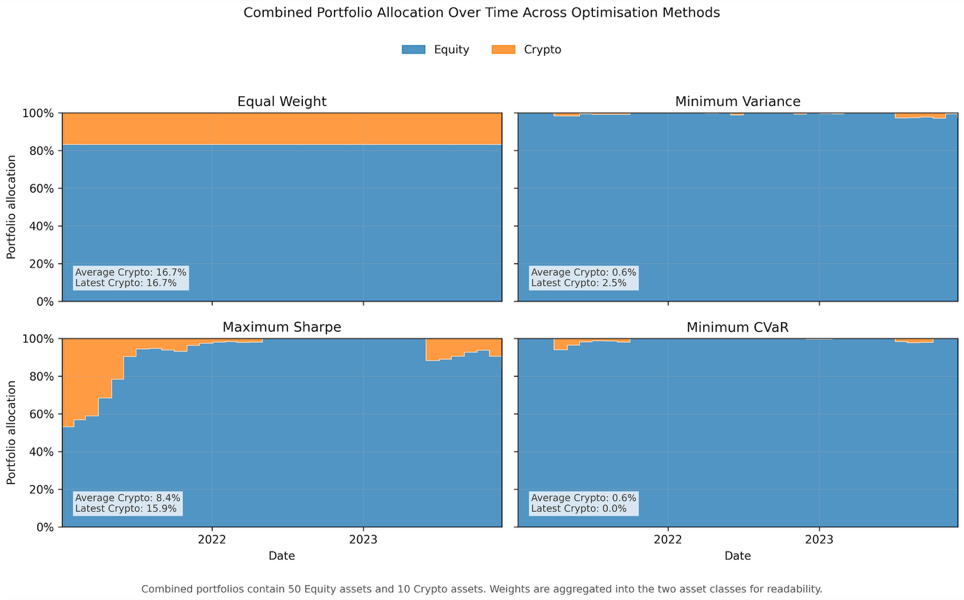 Combined Portfolio Allocation Over Time Across Optimisation Methods
Equity
Crypto
Equal Weight
100%
80%
60%
40%
20%
0%
Portfolio allocation
Average Crypto: 16.7%
Latest Crypto: 16.7%
Minimum Variance
Average Crypto: 0.6%
Latest Crypto: 2.5%
Maximum Sharpe
100%
80%
60%
40%
20%
0%
Portfolio allocation
Average Crypto: 8.4%
Latest Crypto: 15.9%
2022
2023
Date
Minimum CVaR
Average Crypto: 0.6%
Latest Crypto: 0.0%
2022
2023
Date
Combined portfolios contain 50 Equity assets and 10 Crypto assets. Weights are aggregated into the two asset classes for readability.